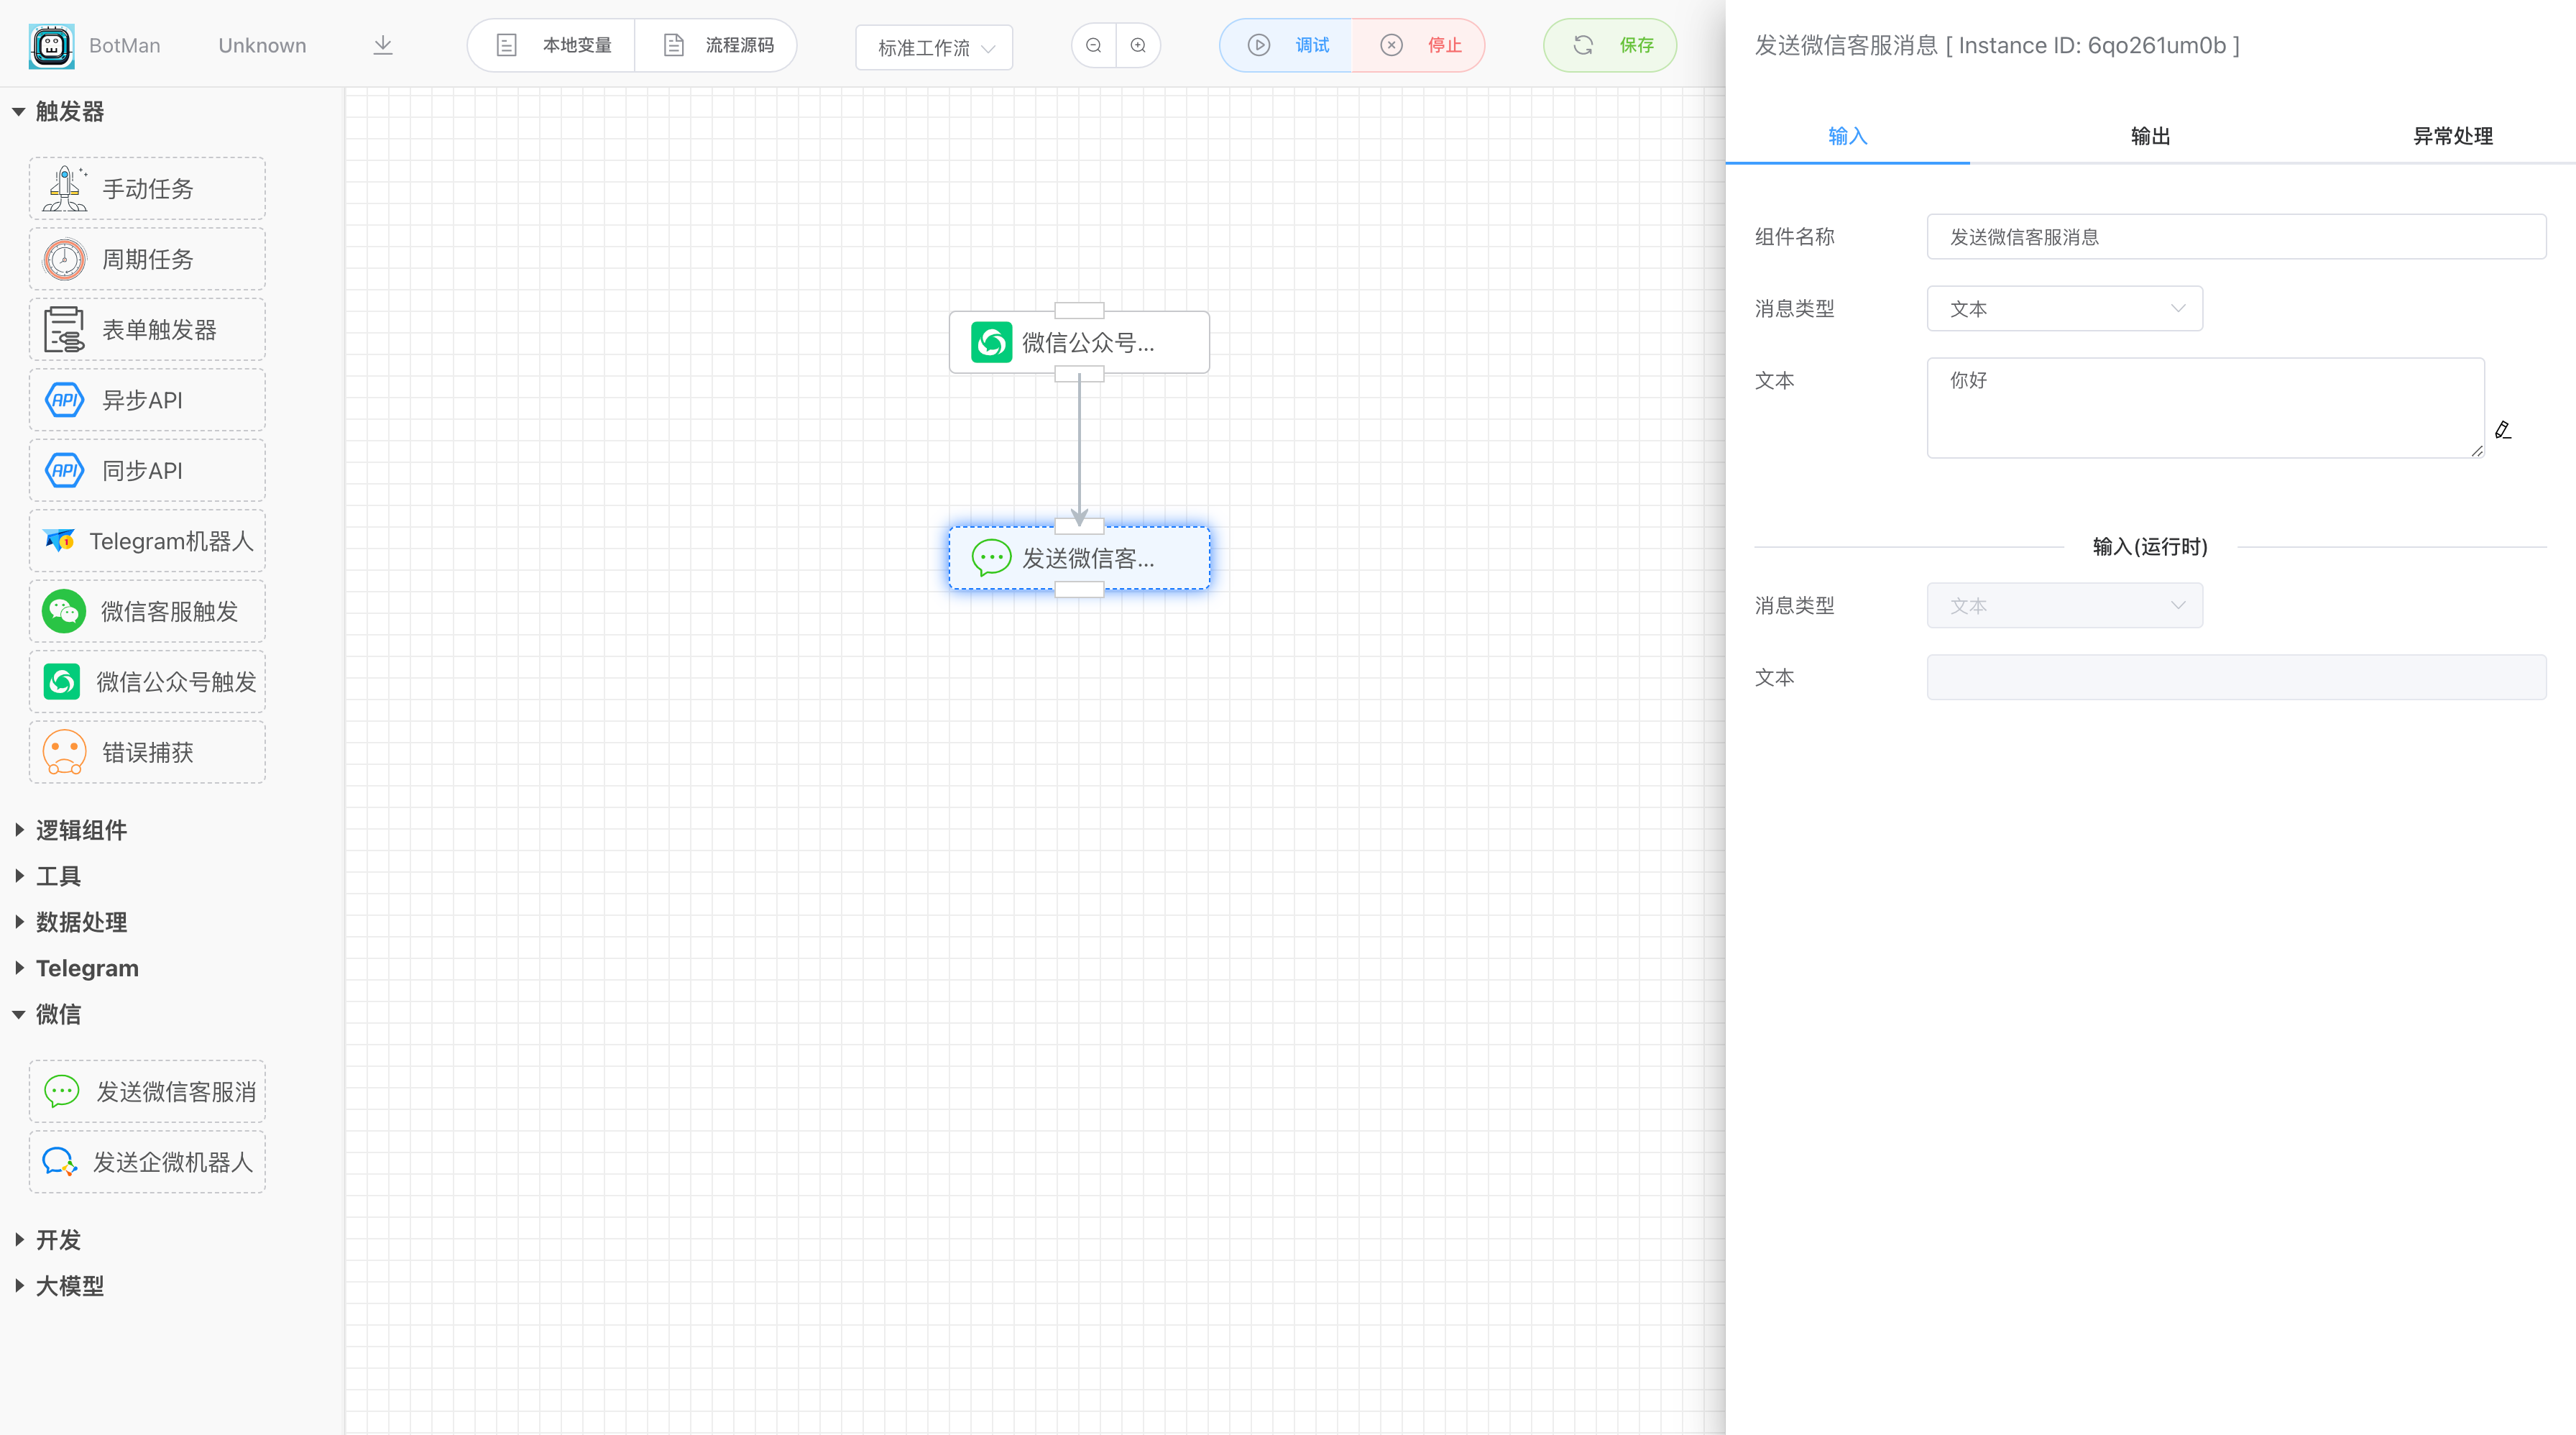 BotMan
Unknown
本地变量
流程源码
标准工作流
调试
停止
保存
触发器
手动任务
周期任务
表单触发器
API
异步API
API
同步API
1
Telegram机器人
微信客服触发
微信公众号触发
错误捕获
逻辑组件
工具
数据处理
Telegram
微信
发送微信客服消
发送企微机器人
开发
大模型
微信公众号...
发送微信客...
发送微信客服消息 [ Instance ID: 6qo261um0b ]
输入
输出
异常处理
组件名称
发送微信客服消息
消息类型
文本
文本
你好
输入(运行时)
消息类型
文本
文本